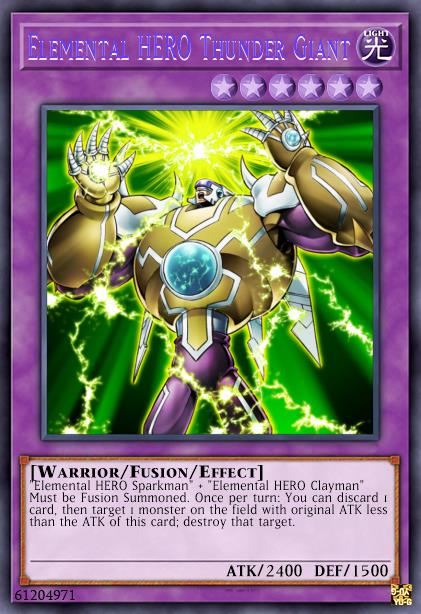 ELEMENTAL HERO THUNDER GIANT
LIGHT
光
[WARRIOR/FUSION/EFFECT]
"Elemental HERO Sparkman" + "Elemental HERO Clayman"
Must be Fusion Summoned. Once per turn: You can discard 1
card, then target 1 monster on the field with original ATK less
than the ATK of this card; destroy that target.
ATK/2400 DEF/1500
61204971